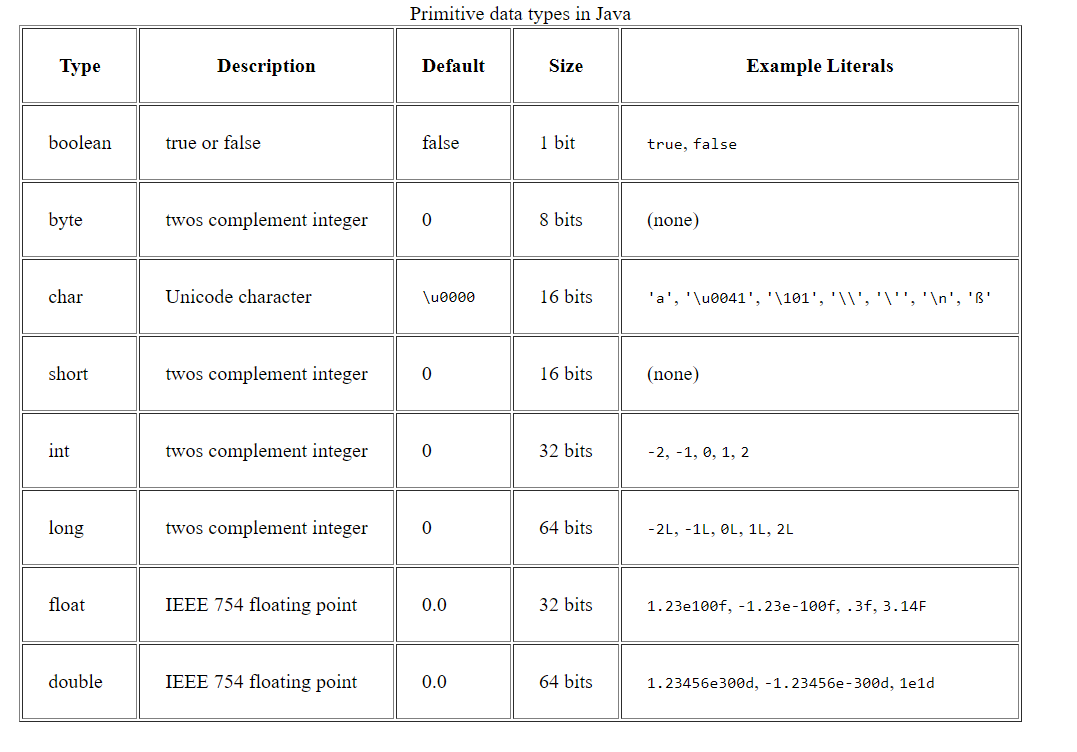 Primitive data types in Java
Type Description Default Size Example Literals
boolean true or false false 1 bit true, false
byte twos complement integer 0 8 bits (none)
char Unicode character \u0000 16 bits 'a', '\u0041', '\101', '\\', '\'', '\n', 'ß'
short twos complement integer 0 16 bits (none)
int twos complement integer 0 32 bits -2, -1, 0, 1, 2
long twos complement integer 0 64 bits -2L, -1L, 0L, 1L, 2L
float IEEE 754 floating point 0.0 32 bits 1.23e100f, -1.23e-100f, .3f, 3.14F
double IEEE 754 floating point 0.0 64 bits 1.23456e300d, -1.23456e-300d, 1e1d